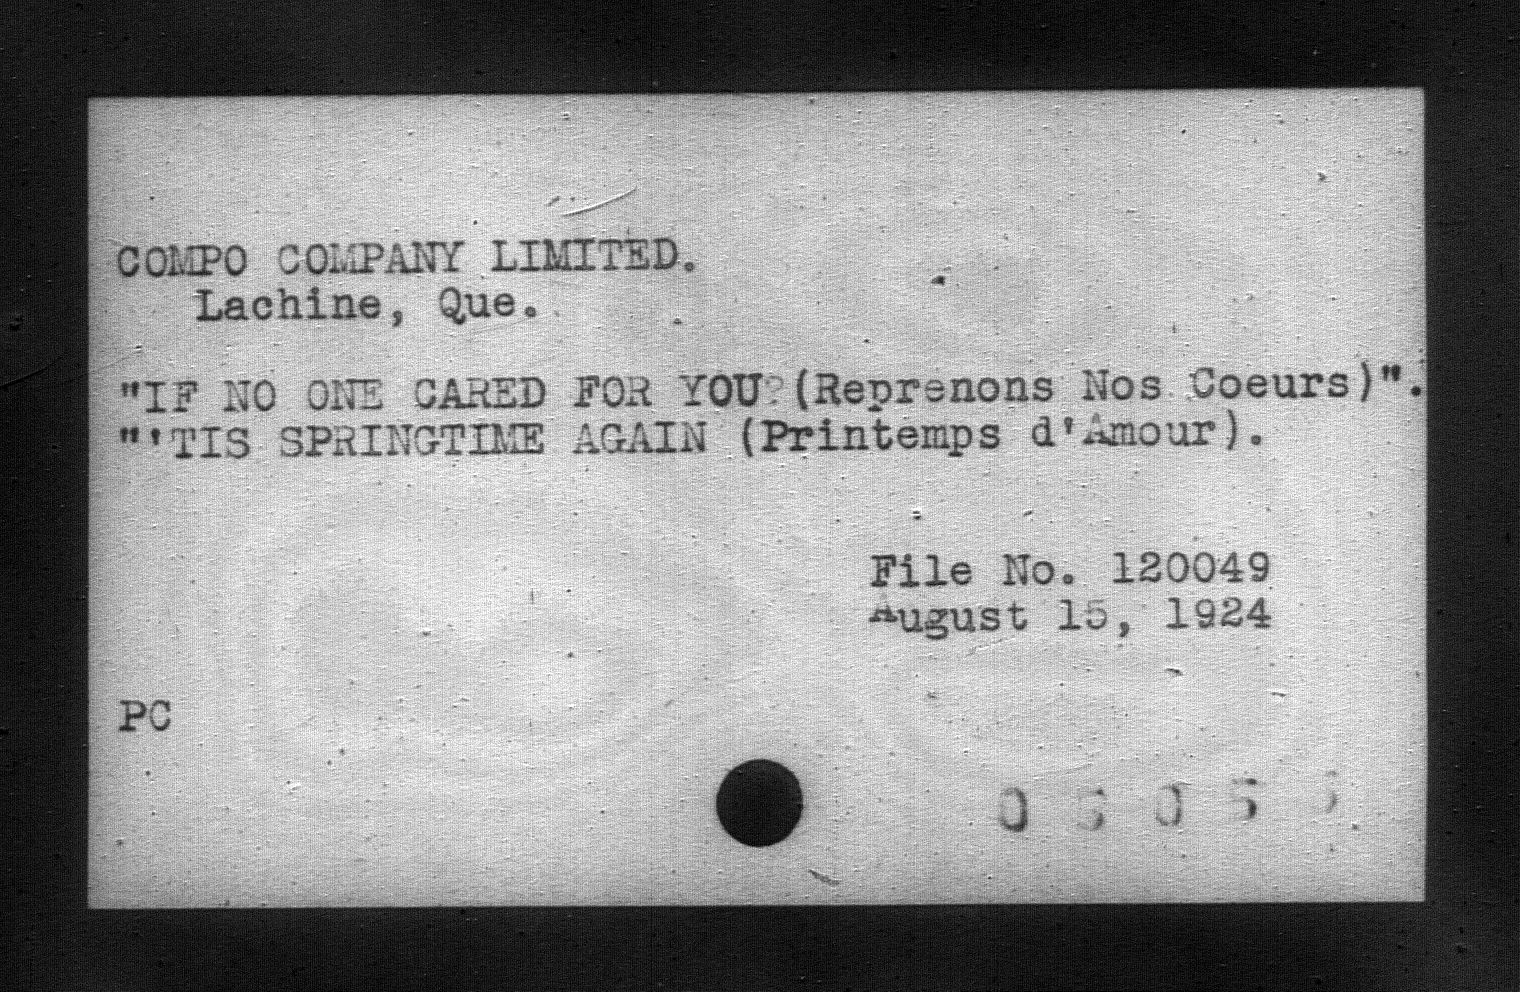 COMPO COMPANY LIMITED.
Lachine, Que.
"IF NO ONE CARED FOR YOU?(Reprenons Nos Coeurs)".
"'TIS SPRINGTIME AGAIN (Printemps d'Amour).
File No. 120049
August 15, 1924
PC